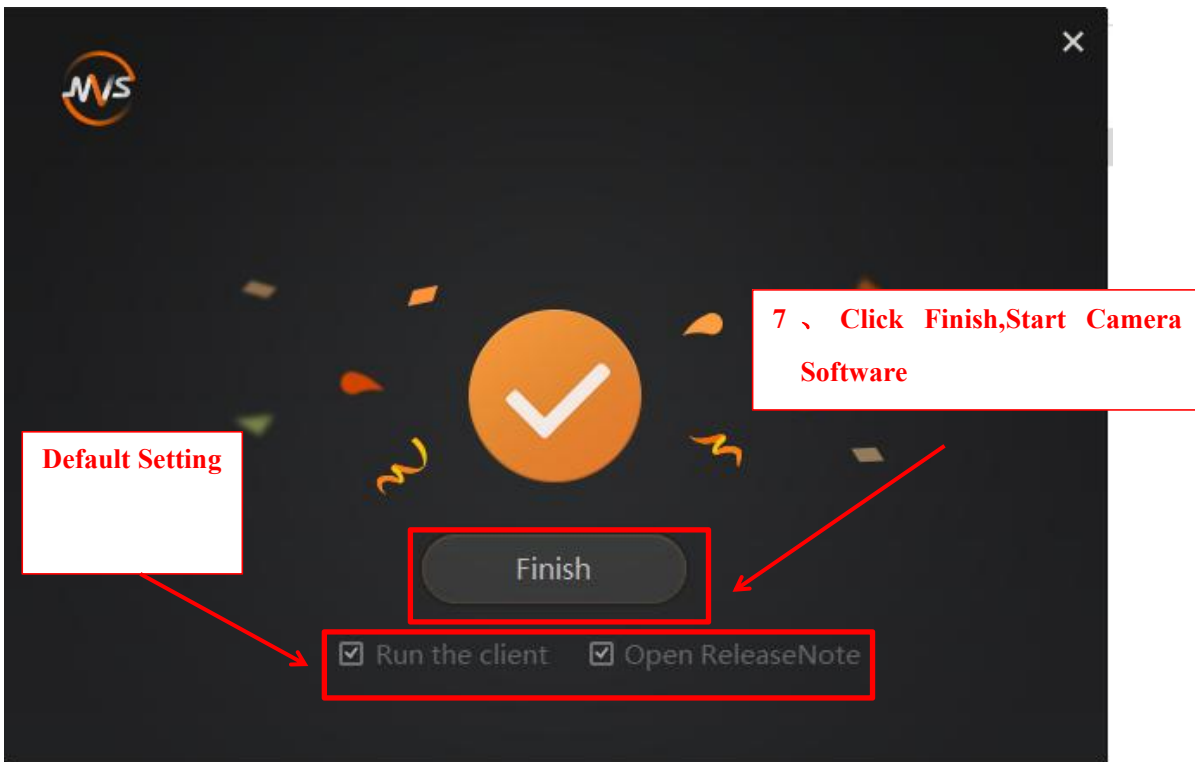 MVS
7 、 Click Finish,Start Camera
Software
Default Setting
Finish
Run the client
Open ReleaseNote